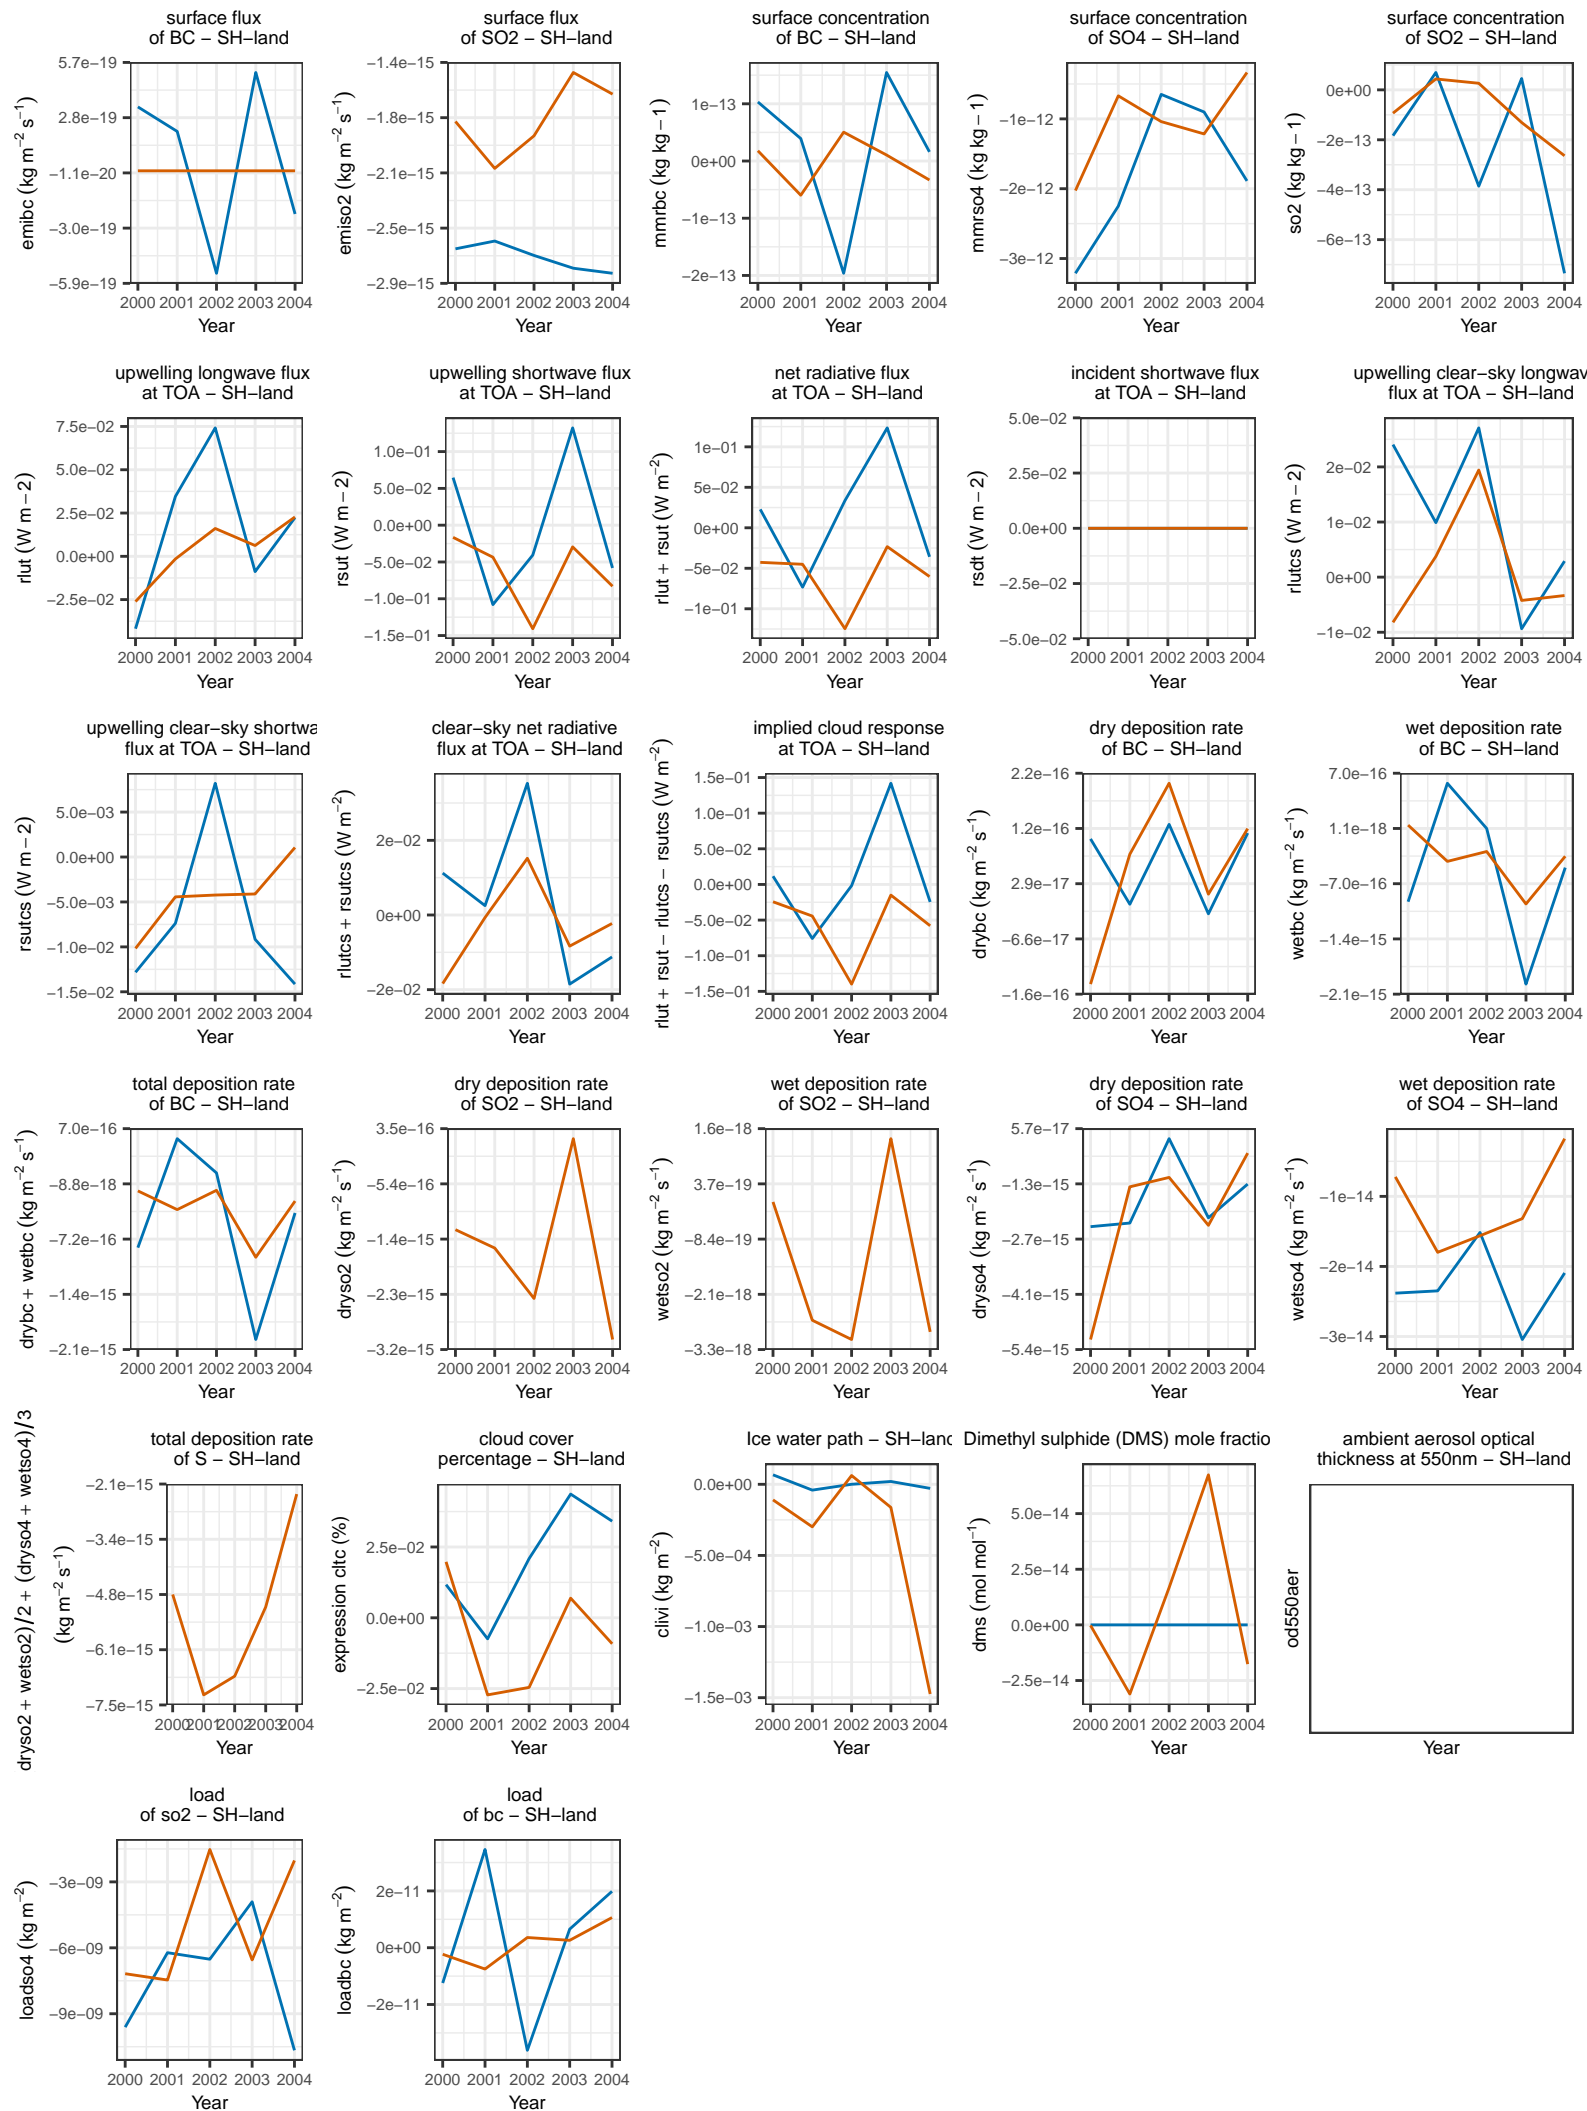 surface flux
of BC − SH−land
emibc (kg m−2 s−1)
5.7e−19
2.8e−19
−1.1e−20
−3.0e−19
−5.9e−19
2000 2001 2002 2003 2004
Year
surface flux
of SO2 − SH−land
emiso2 (kg m−2 s−1)
−1.4e−15
−1.8e−15
−2.1e−15
−2.5e−15
−2.9e−15
2000 2001 2002 2003 2004
Year
surface concentration
of BC − SH−land
mmrbc (kg kg − 1)
1e−13
0e+00
−1e−13
−2e−13
2000 2001 2002 2003 2004
Year
surface concentration
of SO4 − SH−land
mmrso4 (kg kg − 1)
−1e−12
−2e−12
−3e−12
2000 2001 2002 2003 2004
Year
surface concentration
of SO2 − SH−land
so2 (kg kg − 1)
0e+00
−2e−13
−4e−13
−6e−13
2000 2001 2002 2003 2004
Year
upwelling longwave flux
at TOA − SH−land
rlut (W m − 2)
7.5e−02
5.0e−02
2.5e−02
0.0e+00
−2.5e−02
2000 2001 2002 2003 2004
Year
upwelling shortwave flux
at TOA − SH−land
rsut (W m − 2)
1.0e−01
5.0e−02
0.0e+00
−5.0e−02
−1.0e−01
−1.5e−01
2000 2001 2002 2003 2004
Year
net radiative flux
at TOA − SH−land
rlut + rsut (W m−2)
1e−01
5e−02
0e+00
−5e−02
−1e−01
2000 2001 2002 2003 2004
Year
incident shortwave flux
at TOA − SH−land
rsdt (W m − 2)
5.0e−02
2.5e−02
0.0e+00
−2.5e−02
−5.0e−02
2000 2001 2002 2003 2004
Year
upwelling clear−sky longwav
flux at TOA − SH−land
rlutcs (W m − 2)
2e−02
1e−02
0e+00
−1e−02
2000 2001 2002 2003 2004
Year
upwelling clear−sky shortwa
flux at TOA − SH−land
rsutcs (W m − 2)
5.0e−03
0.0e+00
−5.0e−03
−1.0e−02
−1.5e−02
2000 2001 2002 2003 2004
Year
clear−sky net radiative
flux at TOA − SH−land
rlutcs + rsutcs (W m−2)
2e−02
0e+00
−2e−02
2000 2001 2002 2003 2004
Year
implied cloud response
at TOA − SH−land
rlut + rsut − rlutcs − rsutcs (W m−2)
1.5e−01
1.0e−01
5.0e−02
0.0e+00
−5.0e−02
−1.0e−01
−1.5e−01
2000 2001 2002 2003 2004
Year
dry deposition rate
of BC − SH−land
drybc (kg m−2 s−1)
2.2e−16
1.2e−16
2.9e−17
−6.6e−17
−1.6e−16
2000 2001 2002 2003 2004
Year
wet deposition rate
of BC − SH−land
wetbc (kg m−2 s−1)
7.0e−16
1.1e−18
−7.0e−16
−1.4e−15
−2.1e−15
2000 2001 2002 2003 2004
Year
total deposition rate
of BC − SH−land
drybc + wetbc (kg m−2 s−1)
7.0e−16
−8.8e−18
−7.2e−16
−1.4e−15
−2.1e−15
2000 2001 2002 2003 2004
Year
dry deposition rate
of SO2 − SH−land
dryso2 (kg m−2 s−1)
3.5e−16
−5.4e−16
−1.4e−15
−2.3e−15
−3.2e−15
2000 2001 2002 2003 2004
Year
wet deposition rate
of SO2 − SH−land
wetso2 (kg m−2 s−1)
1.6e−18
3.7e−19
−8.4e−19
−2.1e−18
−3.3e−18
2000 2001 2002 2003 2004
Year
dry deposition rate
of SO4 − SH−land
dryso4 (kg m−2 s−1)
5.7e−17
−1.3e−15
−2.7e−15
−4.1e−15
−5.4e−15
2000 2001 2002 2003 2004
Year
wet deposition rate
of SO4 − SH−land
wetso4 (kg m−2 s−1)
−1e−14
−2e−14
−3e−14
2000 2001 2002 2003 2004
Year
total deposition rate
of S − SH−land
dryso2 + wetso2)/2 + (dryso4 + wetso4)/3
(kg m−2 s−1)
−2.1e−15
−3.4e−15
−4.8e−15
−6.1e−15
−7.5e−15
2000 2001 2002 2003 2004
Year
cloud cover
percentage − SH−land
expression cltc (%)
2.5e−02
0.0e+00
−2.5e−02
2000 2001 2002 2003 2004
Year
Ice water path − SH−land
clivi (kg m−2)
0.0e+00
−5.0e−04
−1.0e−03
−1.5e−03
2000 2001 2002 2003 2004
Year
Dimethyl sulphide (DMS) mole fractio
dms (mol mol−1)
5.0e−14
2.5e−14
0.0e+00
−2.5e−14
2000 2001 2002 2003 2004
Year
ambient aerosol optical
thickness at 550nm − SH−land
od550aer
Year
load
of so2 − SH−land
loadso4 (kg m−2)
−3e−09
−6e−09
−9e−09
2000 2001 2002 2003 2004
Year
load
of bc − SH−land
loadbc (kg m−2)
2e−11
0e+00
−2e−11
2000 2001 2002 2003 2004
Year